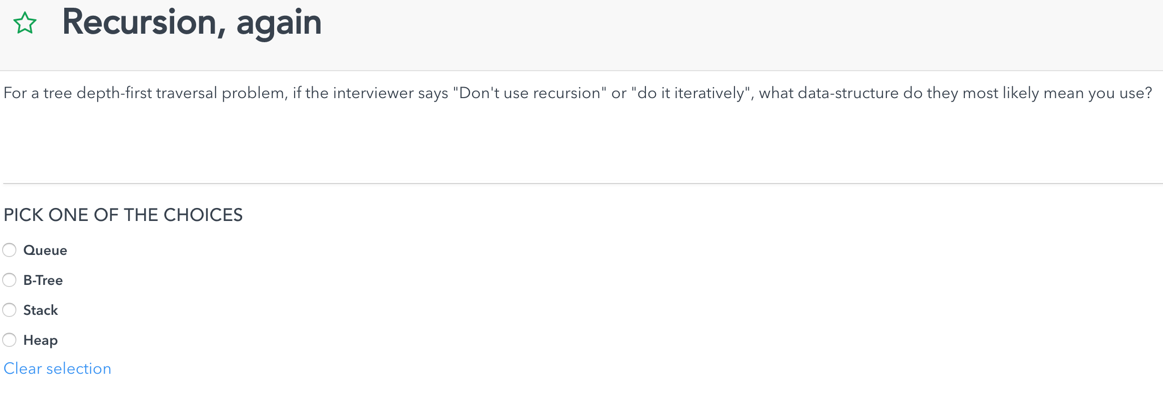 Recursion, again
For a tree depth-first traversal problem, if the interviewer says "Don't use recursion" or "do it iteratively", what data-structure do they most likely mean you use?
PICK ONE OF THE CHOICES
Queue
B-Tree
Stack
Heap
Clear selection